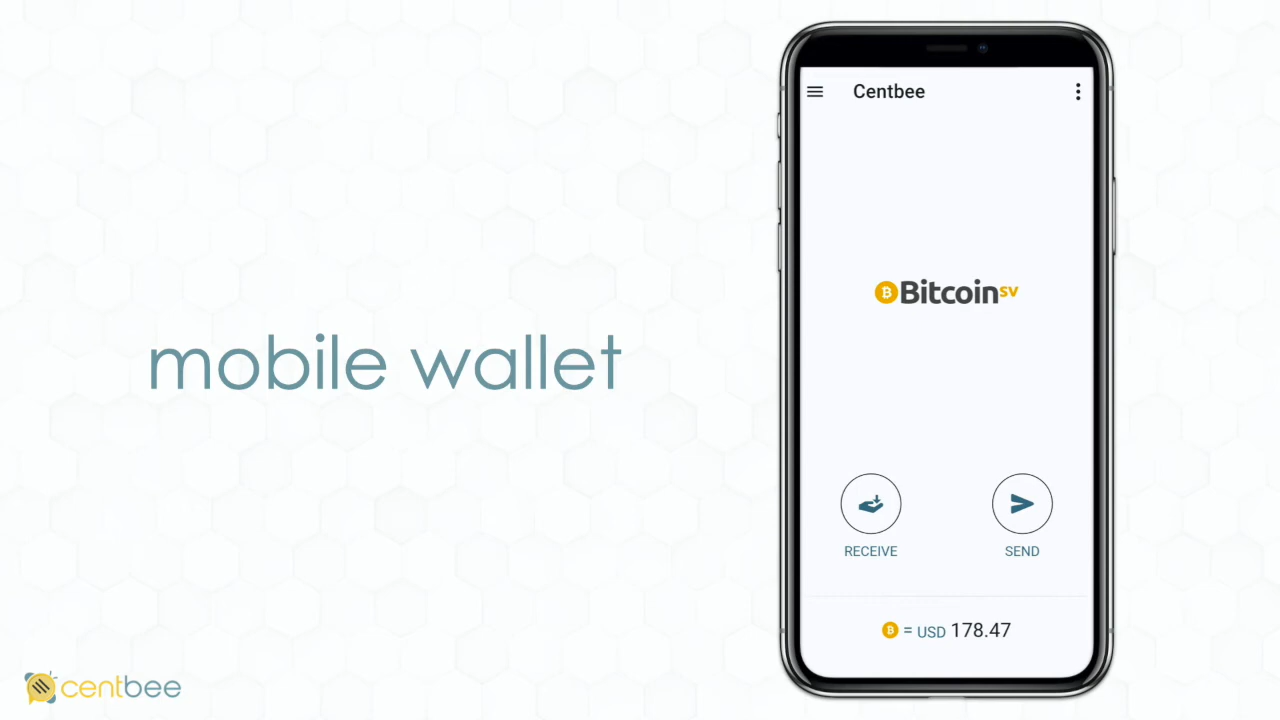 mobile wallet
Centbee
Bitcoin SV
RECEIVE
SEND
= USD 178.47
centbee